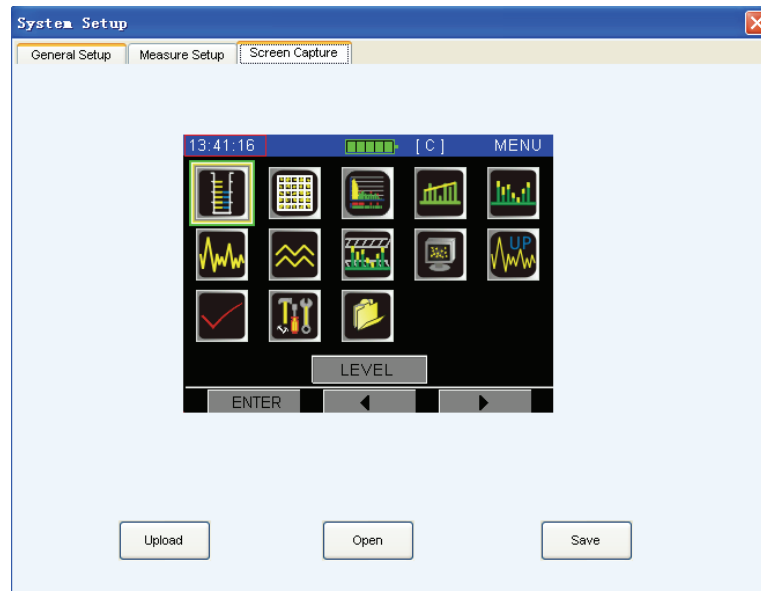 System Setup
General Setup Measure Setup Screen Capture
13:41:16 [C] MENU
UP
LEVEL
ENTER
Upload Open Save